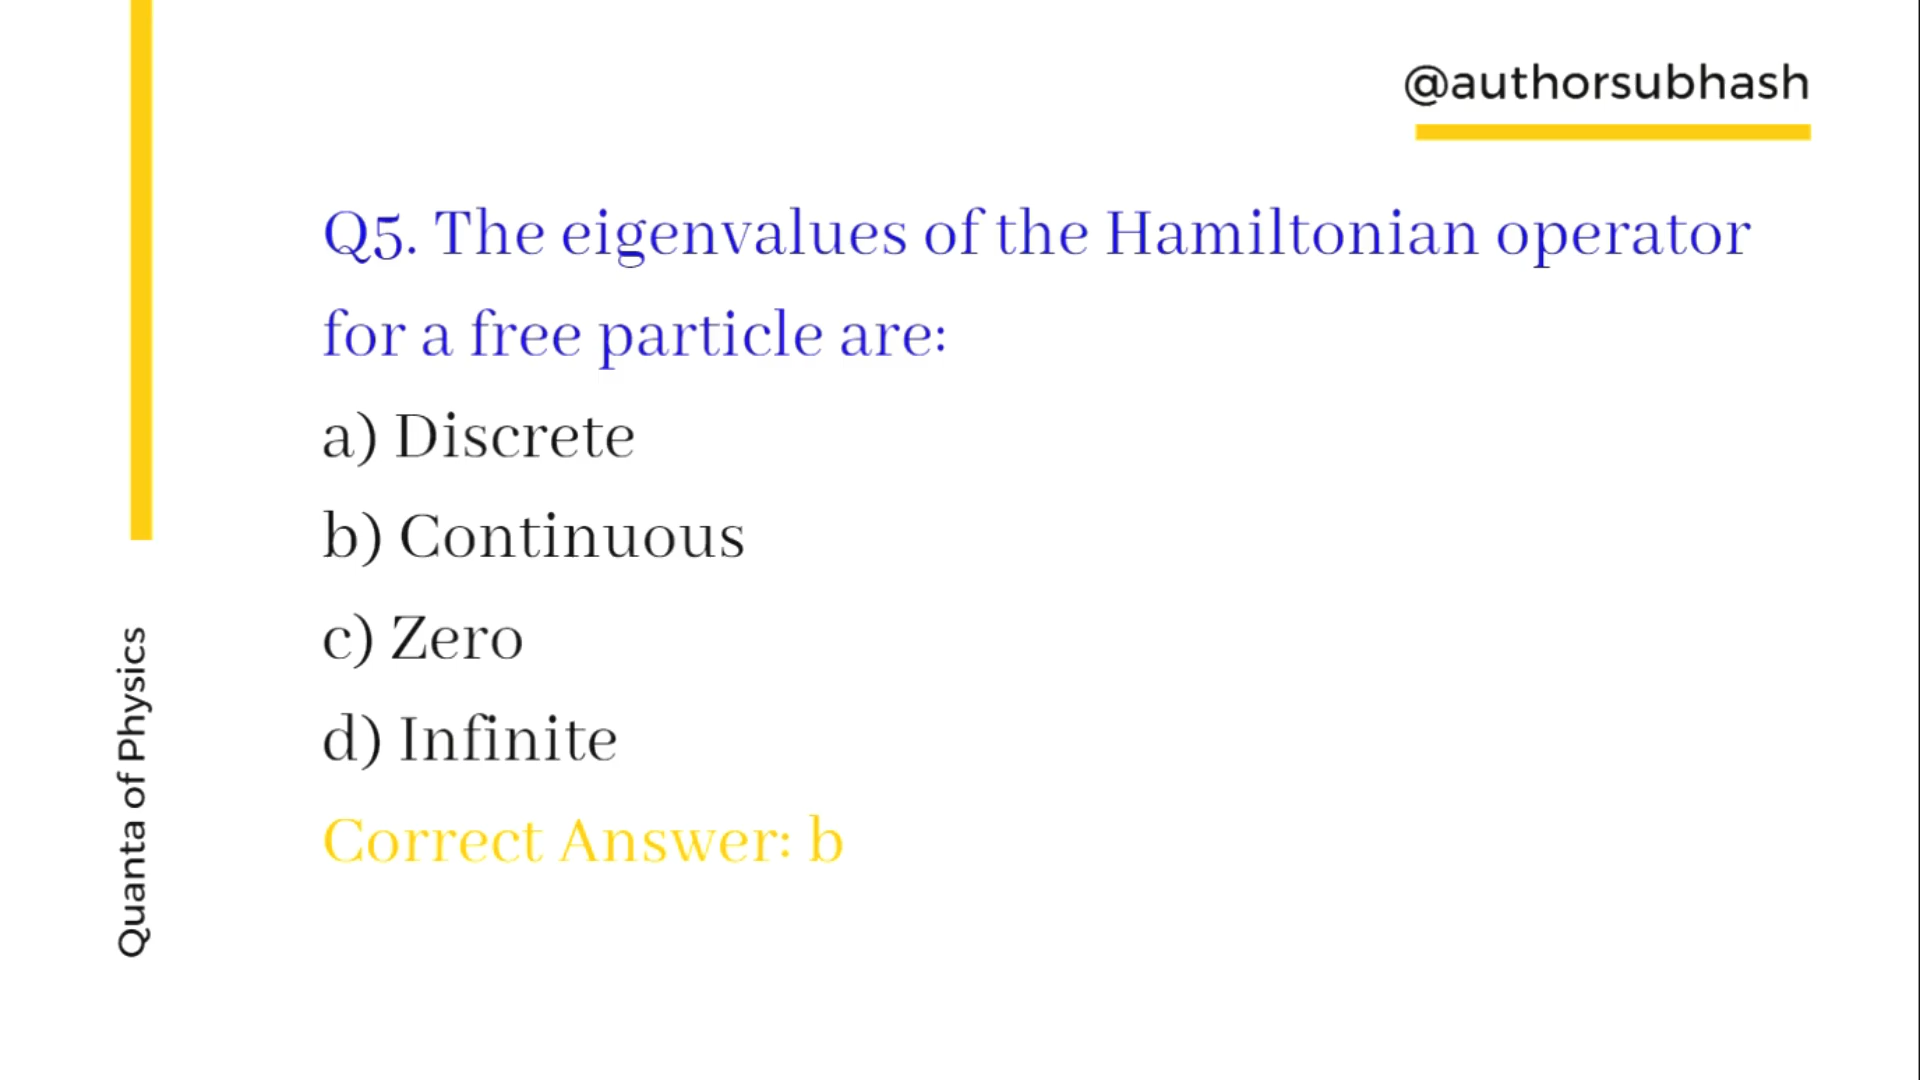 @authorsubhash
Q5. The eigenvalues of the Hamiltonian operator
for a free particle are:
a) Discrete
b) Continuous
c) Zero
d) Infinite
Correct Answer: b
Quanta of Physics